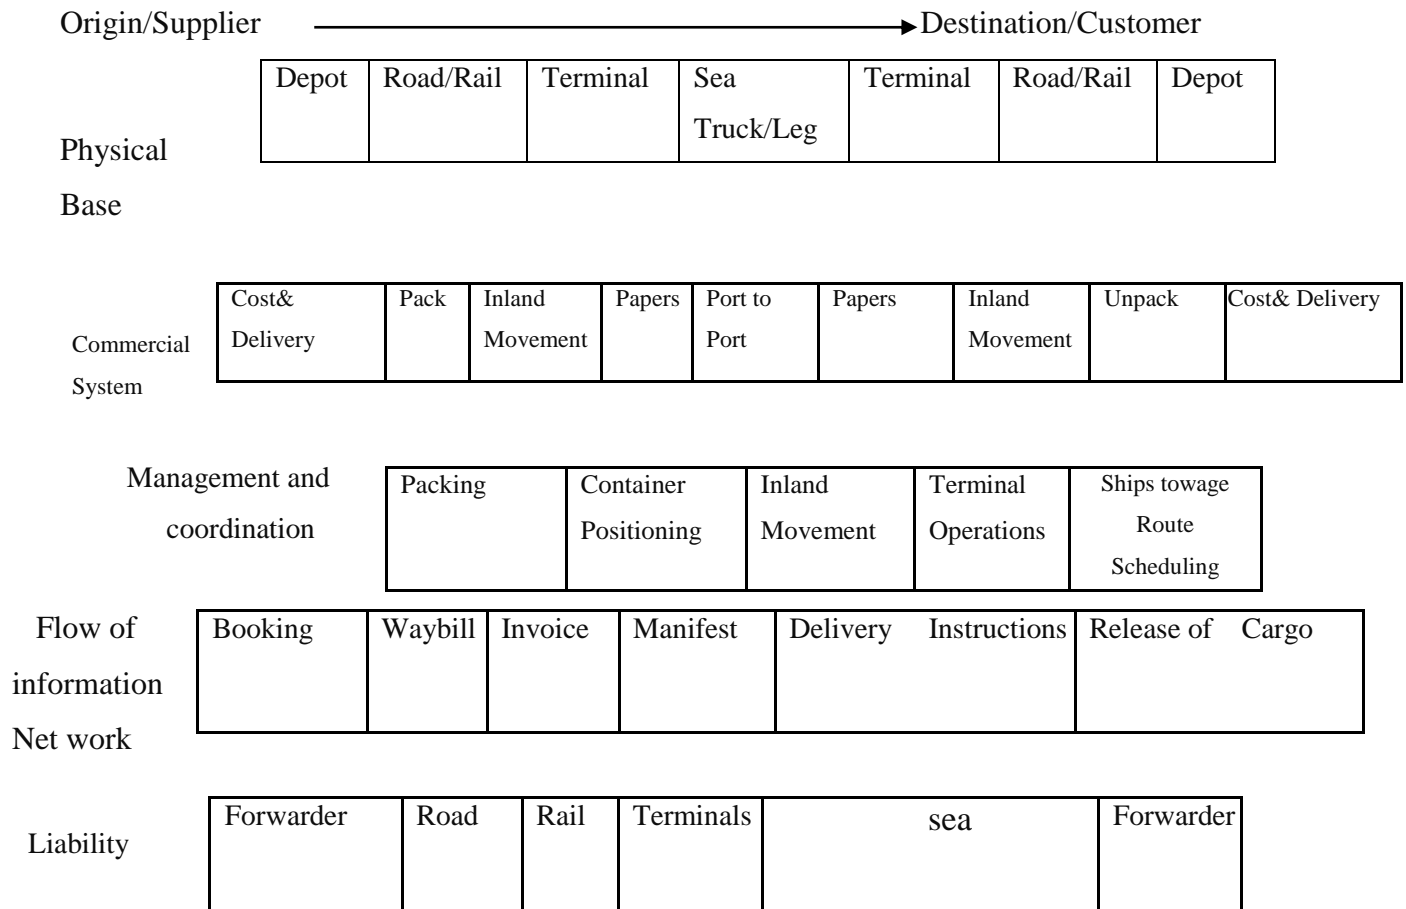 Origin/Supplier Destination/Customer
Depot Road/Rail Terminal Sea Terminal Road/Rail Depot
Truck/Leg
Physical
Base
Cost& Pack Inland Papers Port to Papers Inland Unpack Cost& Delivery
Delivery Movement Port Movement
Commercial
System
Management and
coordination
Packing Container Inland Terminal Ships towage
Positioning Movement Operations Route
Scheduling
Flow of
information
Net work
Booking Waybill Invoice Manifest Delivery Instructions Release of Cargo
Liability
Forwarder Road Rail Terminals sea Forwarder